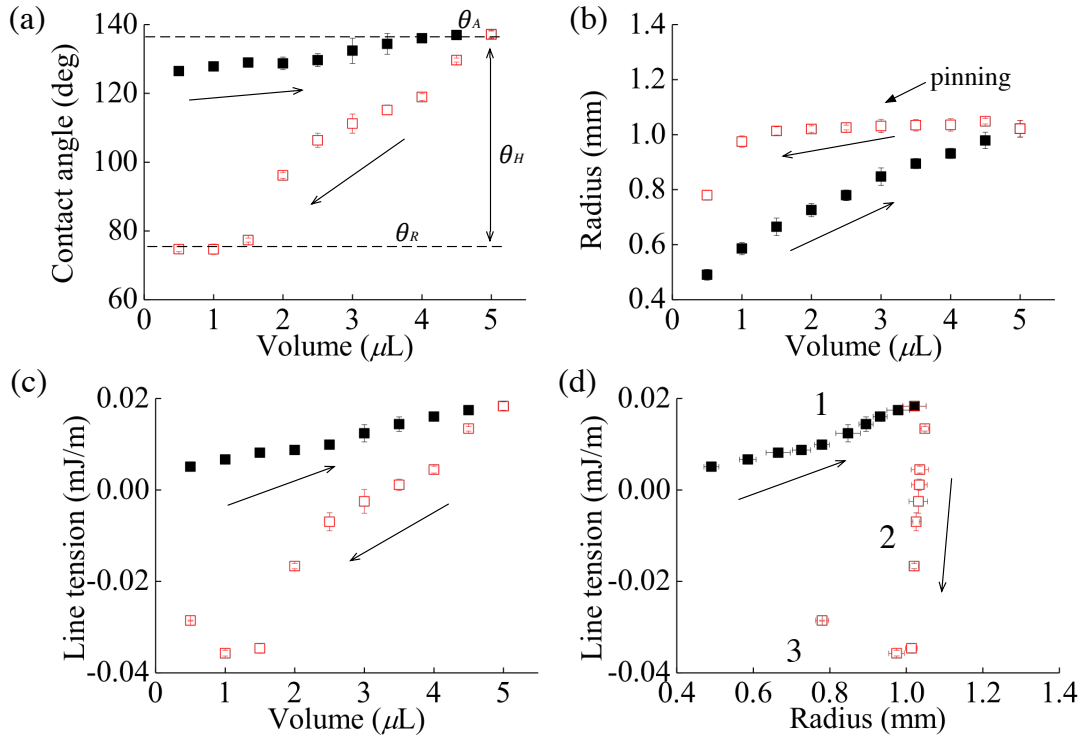 (a)
140
120
100
80
60
Contact angle (deg)
θA
θH
θR
0 1 2 3 4 5
Volume (μL)
(b)
1.4
1.2
1.0
0.8
0.6
0.4
Radius (mm)
pinning
0 1 2 3 4 5
Volume (μL)
(c)
0.02
0.00
-0.02
-0.04
Line tension (mJ/m)
0 1 2 3 4 5
Volume (μL)
(d)
0.02
0.00
-0.02
-0.04
Line tension (mJ/m)
1
2
3
0.4 0.6 0.8 1.0 1.2 1.4
Radius (mm)